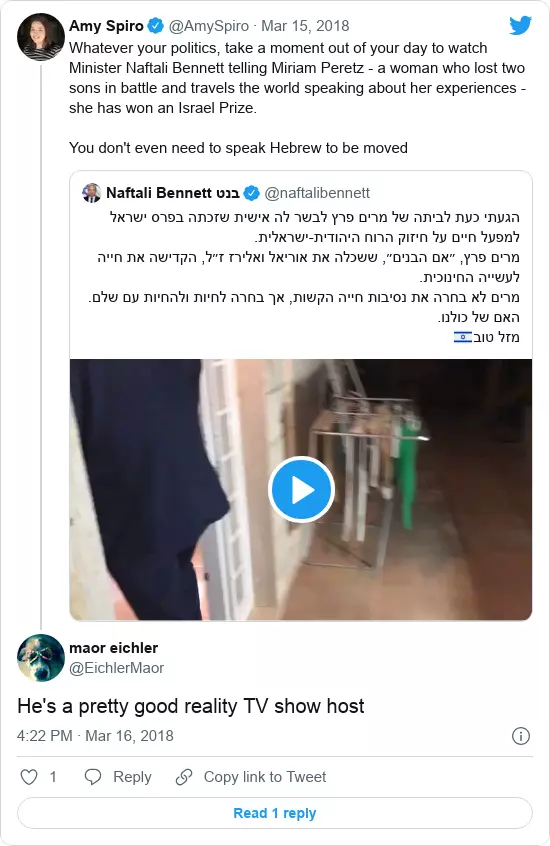 Amy Spiro @AmySpiro · Mar 15, 2018
Whatever your politics, take a moment out of your day to watch
Minister Naftali Bennett telling Miriam Peretz - a woman who lost two
sons in battle and travels the world speaking about her experiences -
she has won an Israel Prize.
You don't even need to speak Hebrew to be moved
Naftali Bennett בנט @naftalibennett
הגעתי כעת לביתה של מרים פרץ לבשר לה אישית שזכתה בפרס ישראל
למפעל חיים על חיזוק הרוח היהודית-ישראלית.
מרים פרץ, ״אם הבנים״, ששכלה את אוריאל ואלירז ז״ל, הקדישה את חייה
לעשייה החינוכית.
מרים לא בחרה את נסיבות חייה הקשות, אך בחרה לחיות ולהחיות עם שלם.
האם של כולנו.
מזל טוב🇮🇱
maor eichler
@EichlerMaor
He's a pretty good reality TV show host
4:22 PM · Mar 16, 2018
1 Reply Copy link to Tweet
Read 1 reply